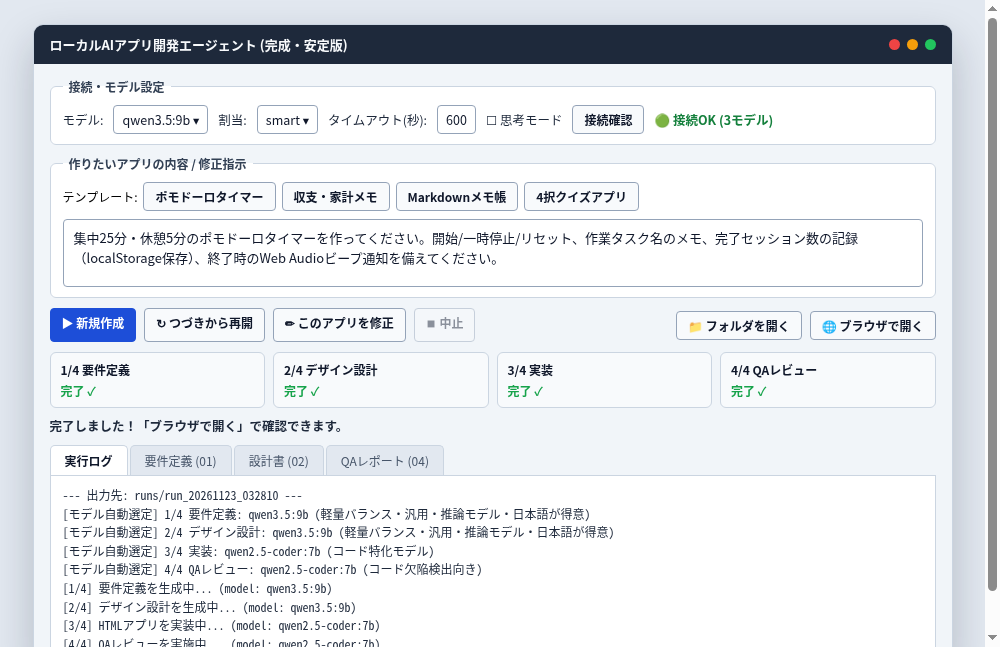 ローカルAIアプリ開発エージェント (完成・安定版)
接続・モデル設定
モデル: qwen3.5:9b ▾ 割当: smart ▾ タイムアウト(秒): 600 ☐ 思考モード 接続確認 🟢 接続OK (3モデル)
作りたいアプリの内容 / 修正指示
テンプレート: ポモドーロタイマー 収支・家計メモ Markdownメモ帳 4択クイズアプリ
集中25分・休憩5分のポモドーロタイマーを作ってください。開始/一時停止/リセット、作業タスク名のメモ、完了セッション数の記録
（localStorage保存）、終了時のWeb Audioビープ通知を備えてください。
▶ 新規作成 ↻ つづきから再開 ✏ このアプリを修正 ■ 中止 📁 フォルダを開く 🌐 ブラウザで開く
1/4 要件定義 2/4 デザイン設計 3/4 実装 4/4 QAレビュー
完了 ✓ 完了 ✓ 完了 ✓ 完了 ✓
完了しました！「ブラウザで開く」で確認できます。
実行ログ 要件定義 (01) 設計書 (02) QAレポート (04)
--- 出力先: runs/run_20261123_032810 ---
[モデル自動選定] 1/4 要件定義: qwen3.5:9b (軽量バランス・汎用・推論モデル・日本語が得意)
[モデル自動選定] 2/4 デザイン設計: qwen3.5:9b (軽量バランス・汎用・推論モデル・日本語が得意)
[モデル自動選定] 3/4 実装: qwen2.5-coder:7b (コード特化モデル)
[モデル自動選定] 4/4 QAレビュー: qwen2.5-coder:7b (コード欠陥検出向き)
[1/4] 要件定義を生成中... (model: qwen3.5:9b)
[2/4] デザイン設計を生成中... (model: qwen3.5:9b)
[3/4] HTMLアプリを実装中... (model: qwen2.5-coder:7b)
[4/4] QAレビューを実施中... (model: qwen2.5-coder:7b)